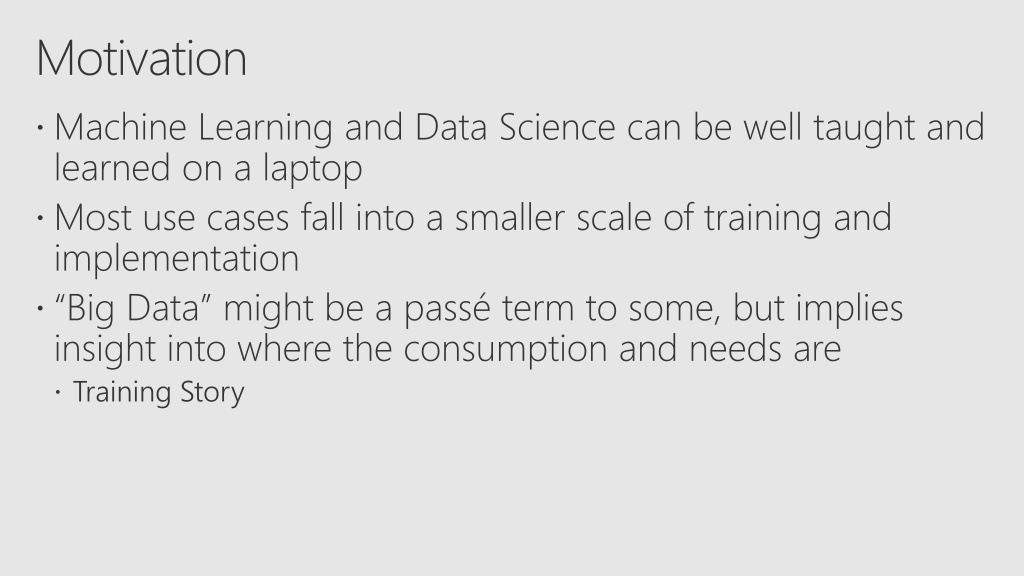 Motivation
· Machine Learning and Data Science can be well taught and
learned on a laptop
· Most use cases fall into a smaller scale of training and
implementation
· “Big Data” might be a passé term to some, but implies
insight into where the consumption and needs are
· Training Story